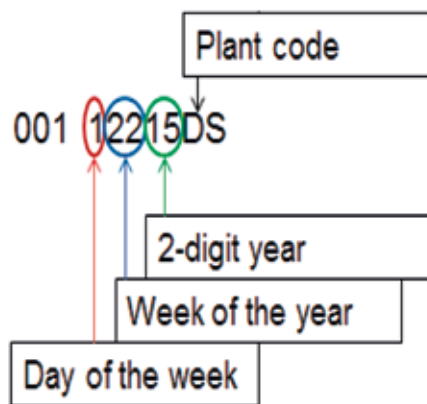 Plant code
001 12215DS
2-digit year
Week of the year
Day of the week